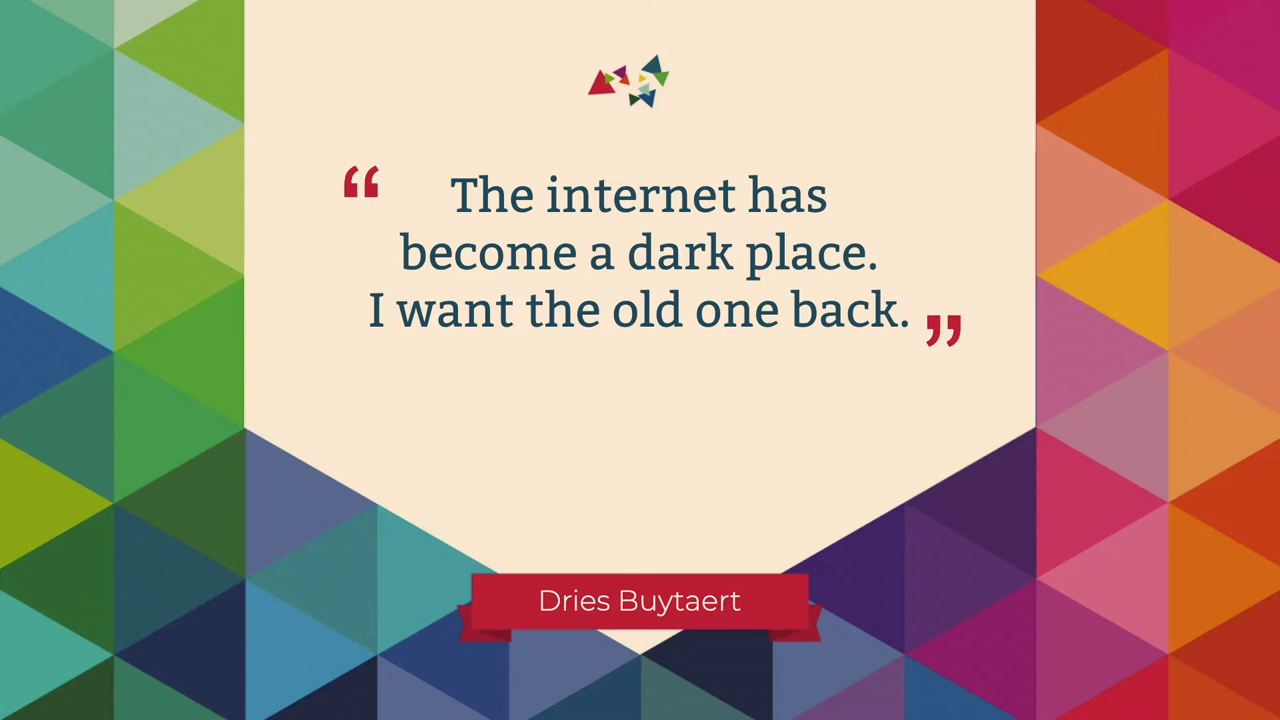 “The internet has
become a dark place.
I want the old one back.”
Dries Buytaert